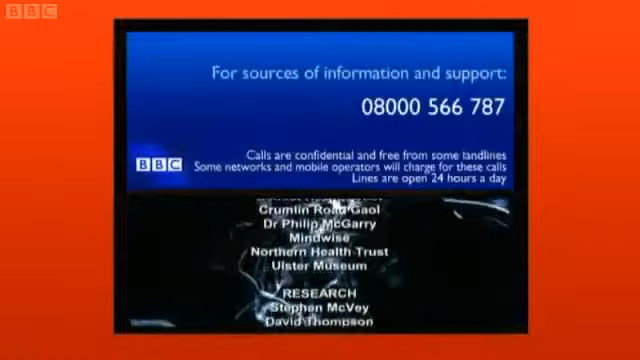 BBC
For sources of information and support:
08000 566 787
Calls are confidential and free from some landlines
BBC
Some networks and mobile operators will charge for these calls
Lines are open 24 hours a day
Crumlin Road Gaol
Dr Philip McGarry
Mindwise
Northern Health Trust
Ulster Museum
RESEARCH
Stephen McVey
David Thompson